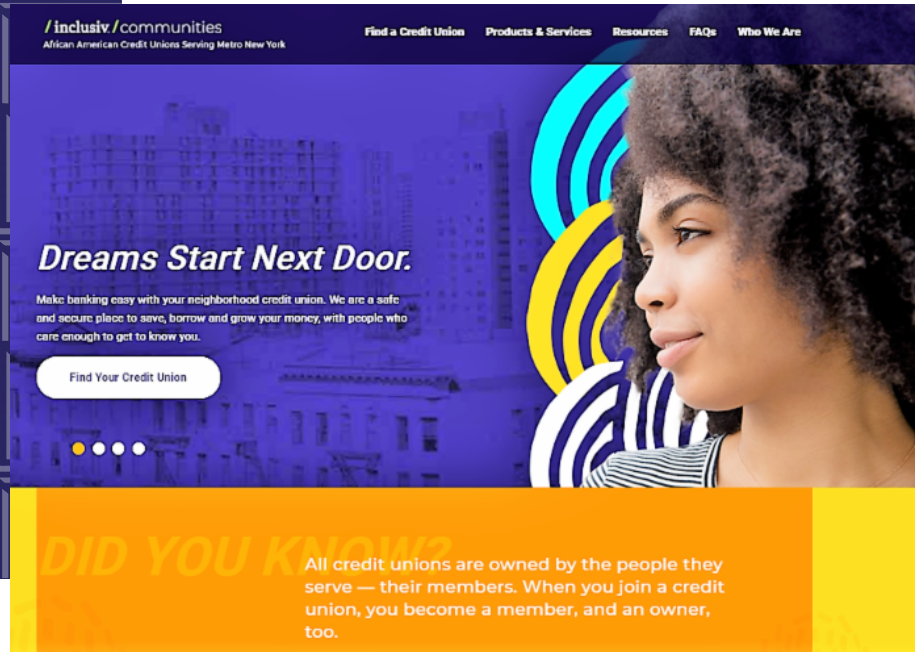 /inclusiv/communities
African American Credit Unions Serving Metro New York
Find a Credit Union Products & Services Resources FAQs Who We Are
Dreams Start Next Door.
Make banking easy with your neighborhood credit union. We are a safe
and secure place to save, borrow and grow your money, with people who
care enough to get to know you.
Find Your Credit Union
DID YOU KNOW?
All credit unions are owned by the people they
serve — their members. When you join a credit
union, you become a member, and an owner,
too.